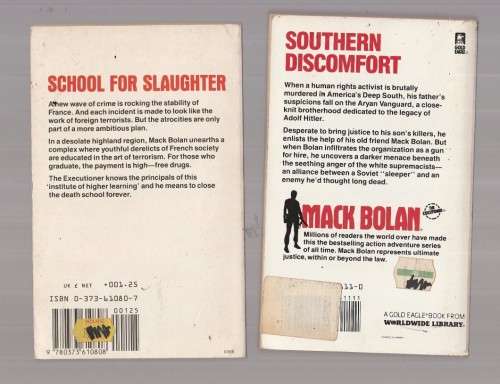 SCHOOL FOR SLAUGHTER
A new wave of crime is rocking the stability of
France. And each incident is made to look like the
work of foreign terrorists. But the atrocities are only
part of a more ambitious plan.
In a desolate highland region, Mack Bolan unearths a
complex where youthful derelicts of French society
are educated in the art of terrorism. For those who
graduate, the payment is high—free drugs.
The Executioner knows the principals of this
'institute of higher learning' and he means to close
the death school forever.
UK £ NET •001.25
ISBN 0-373-61080-7
00125
9 780373 610808
SOUTHERN
DISCOMFORT
GOLD
EAGLE
When a human rights activist is brutally
murdered in America's Deep South, his father's
suspicions fall on the Aryan Vanguard, a close-
knit brotherhood dedicated to the legacy of
Adolf Hitler.
Desperate to bring justice to his son's killers, he
enlists the help of his old friend Mack Bolan. But
when Bolan infiltrates the organization as a gun
for hire, he uncovers a darker menace beneath
the seething anger of the white supremacists—
an alliance between a Soviet "sleeper" and an
enemy he'd thought long dead.
MACK BOLAN
Millions of readers the world over have made
this the bestselling action adventure series
of all time. Mack Bolan represents ultimate
justice, within or beyond the law.
11-0
A GOLD EAGLE BOOK FROM
WORLDWIDE LIBRARY